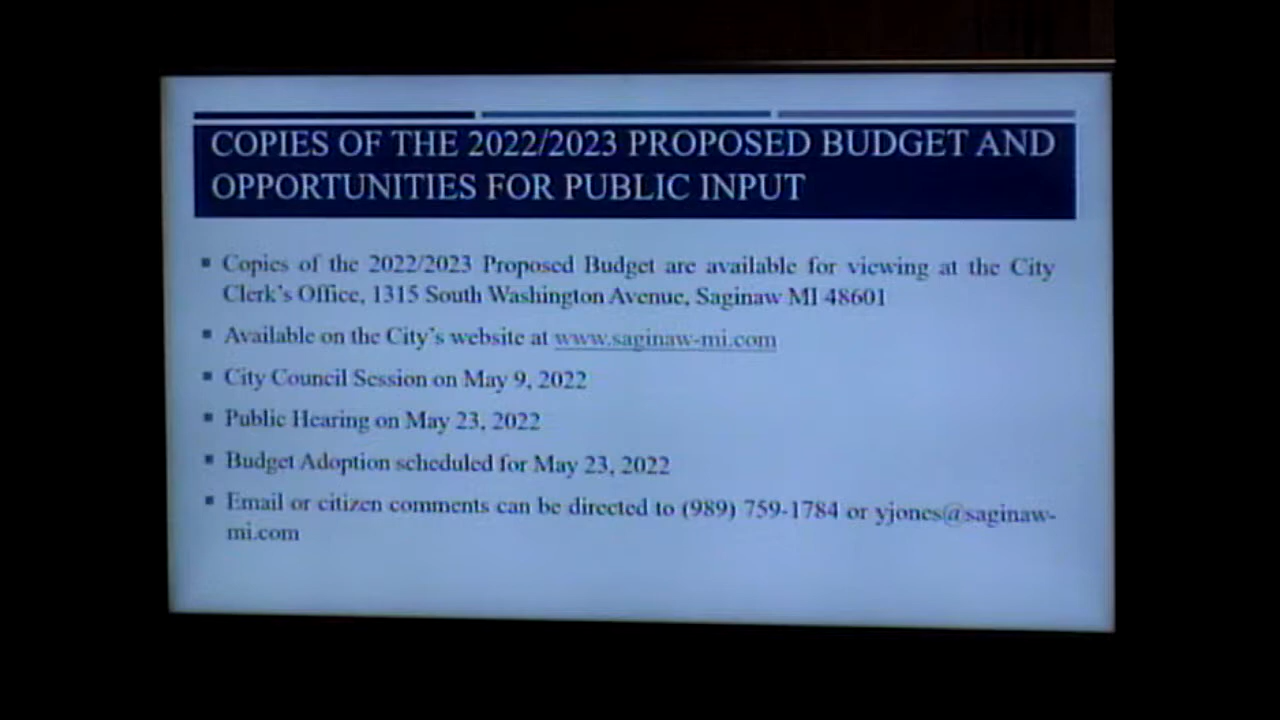 COPIES OF THE 2022/2023 PROPOSED BUDGET AND
OPPORTUNITIES FOR PUBLIC INPUT
Copies of the 2022/2023 Proposed Budget are available for viewing at the City
Clerk's Office, 1315 South Washington Avenue, Saginaw MI 48601
Available on the City's website at www.saginaw-mi.com
City Council Session on May 9, 2022
Public Hearing on May 23, 2022
Budget Adoption scheduled for May 23, 2022
Email or citizen comments can be directed to (989) 759-1784 or yjones@saginaw-
mi.com